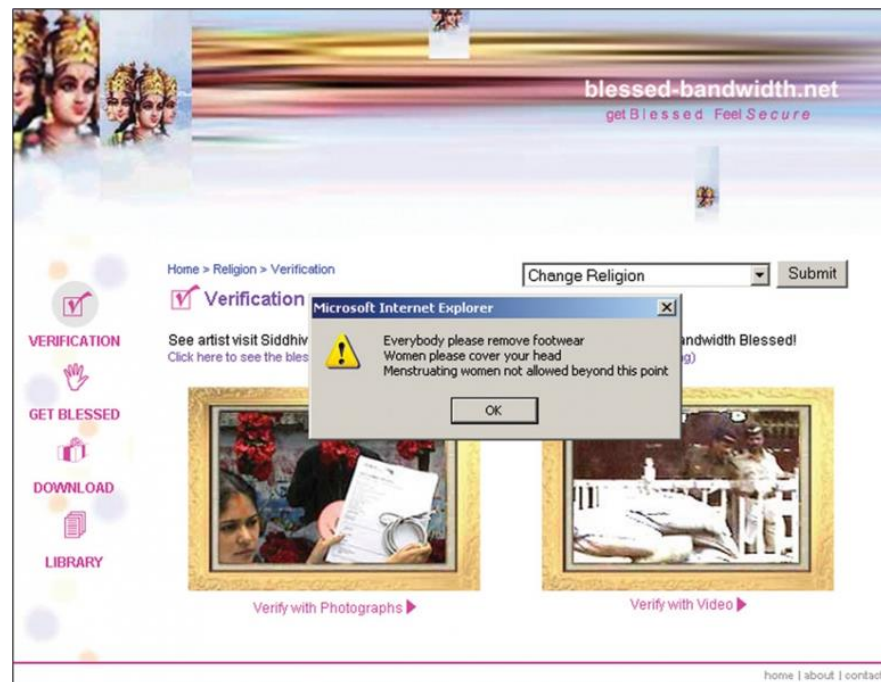 blessed-bandwidth.net
get Blessed Feel Secure
Home > Religion > Verification
Change Religion
Submit
Verification
See artist visit Siddhiv
andwidth Blessed!
Click here to see the bles
g)
Microsoft Internet Explorer
Everybody please remove footwear
Women please cover your head
Menstruating women not allowed beyond this point
OK
VERIFICATION
GET BLESSED
DOWNLOAD
LIBRARY
Verify with Photographs
Verify with Video
home | about | contact